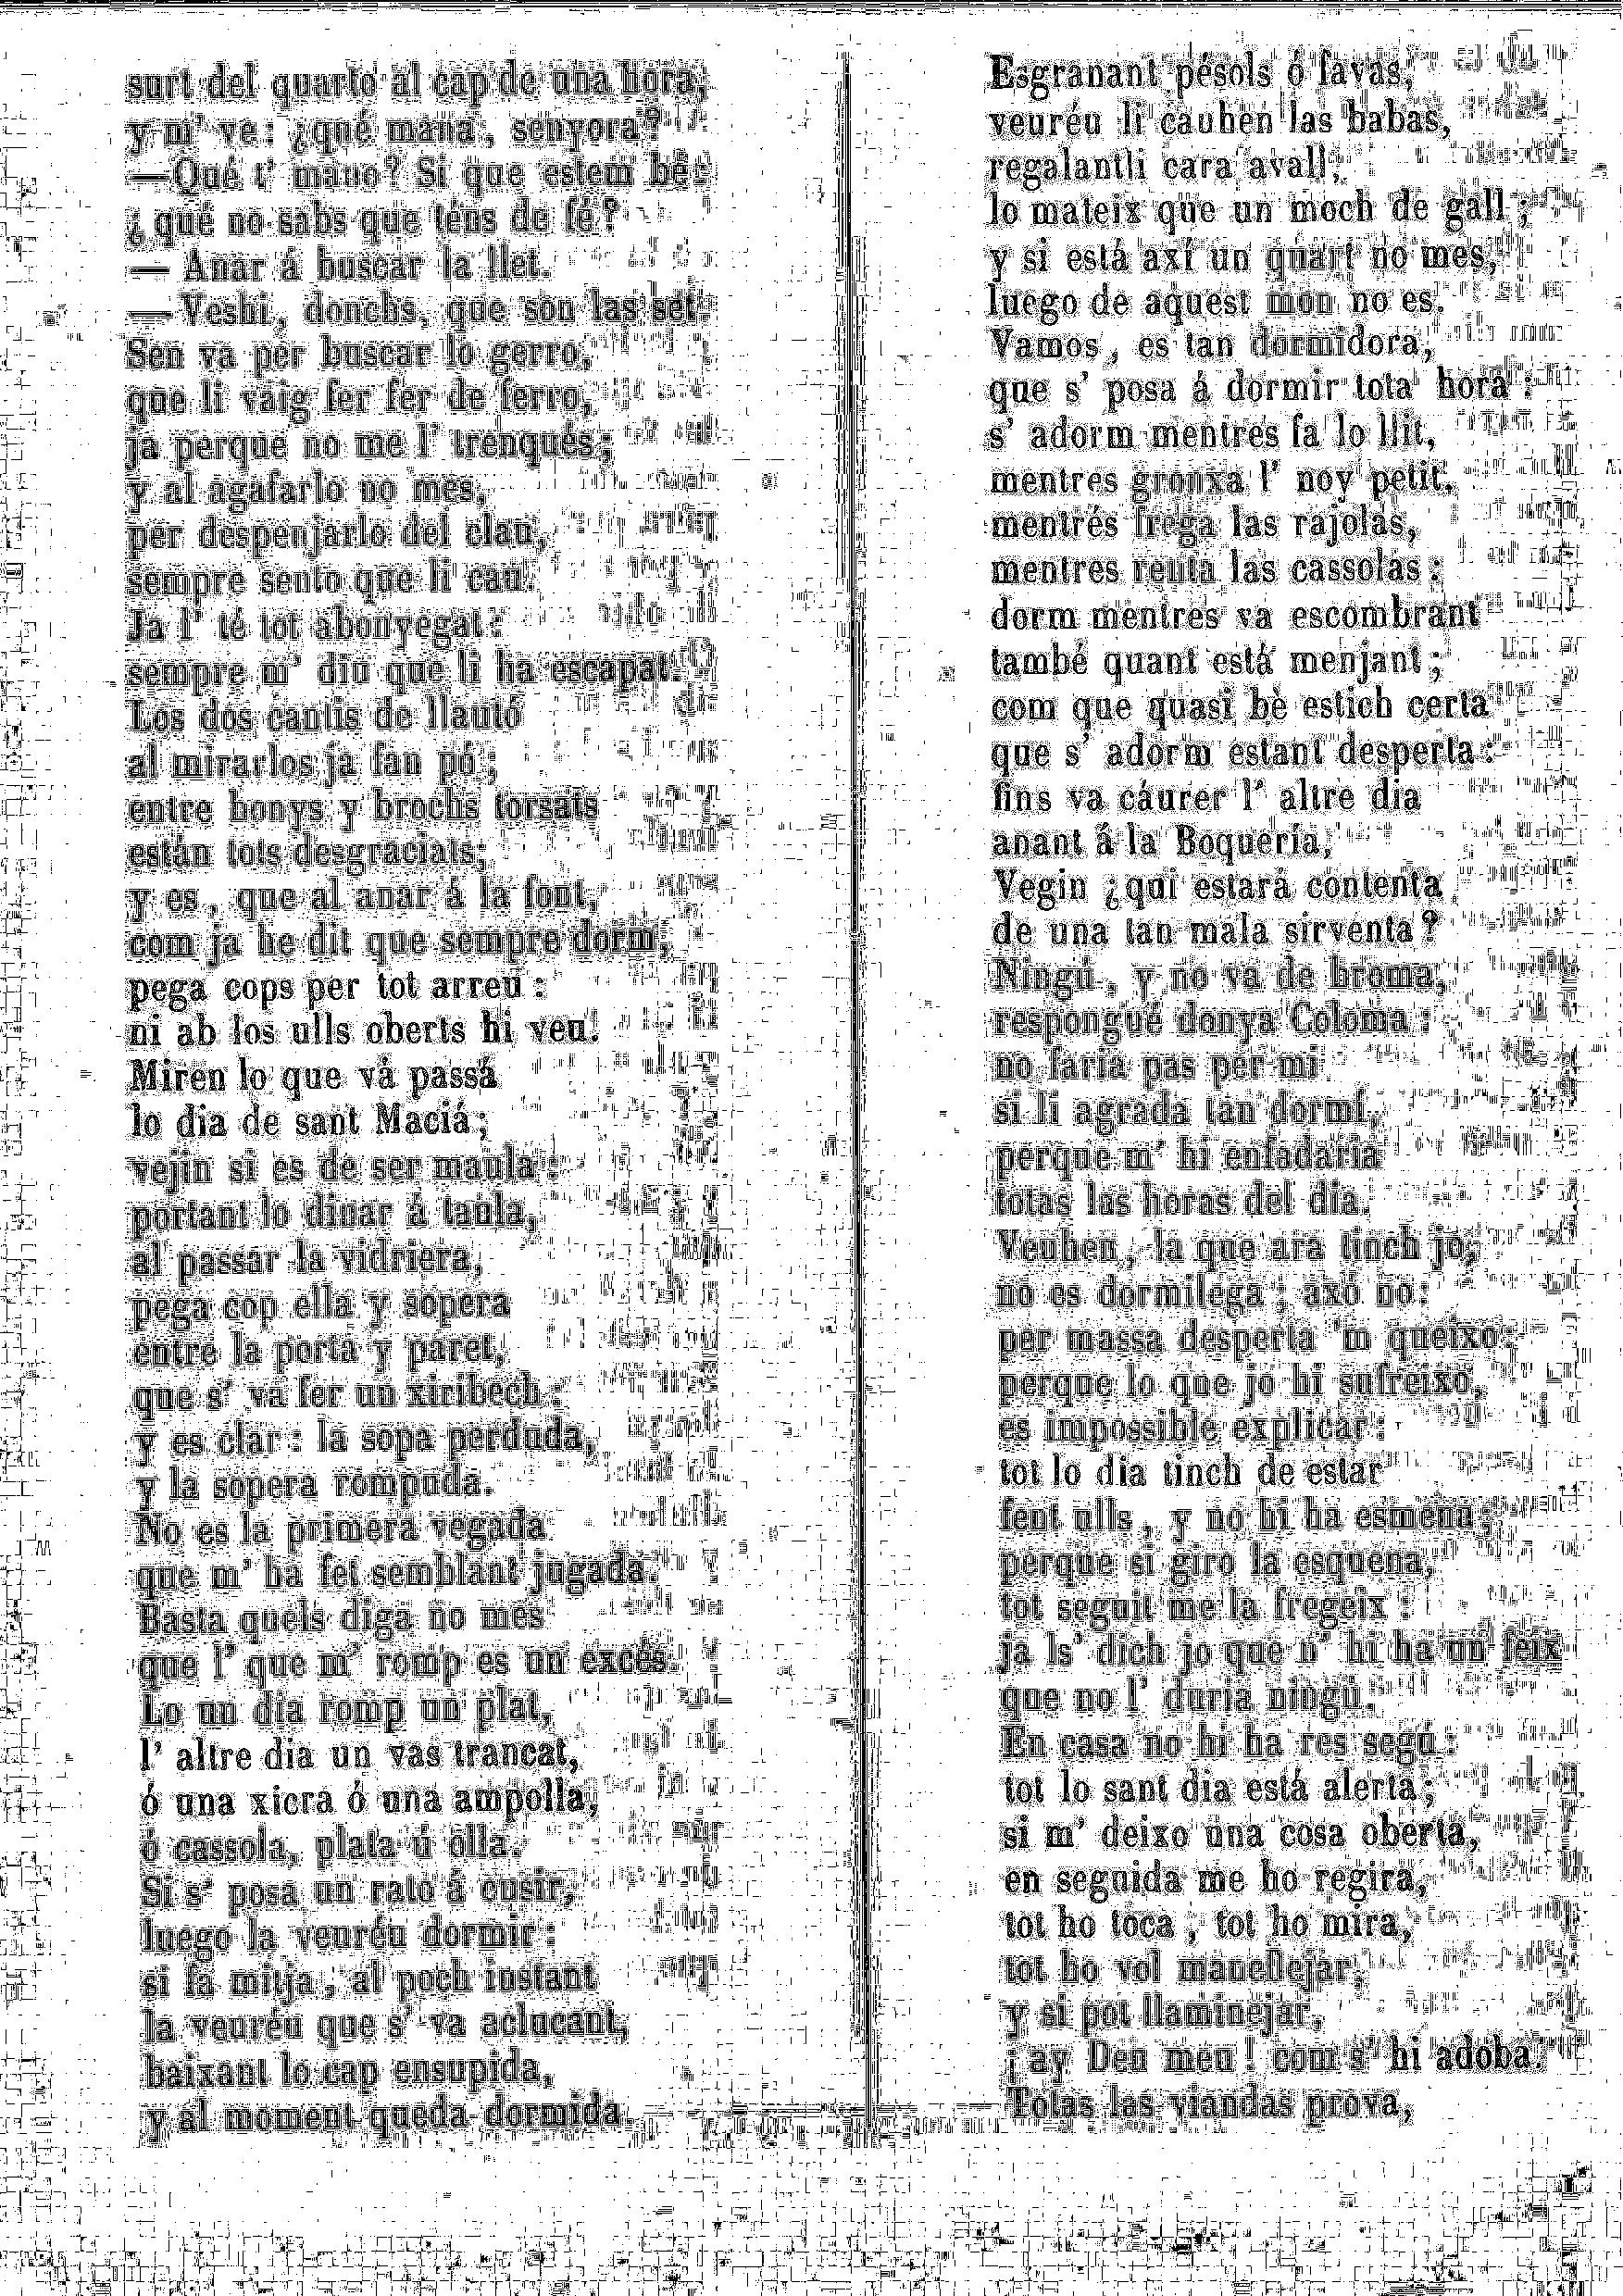 surt del quarto al cap de una hora,
y m' ve: ¿qué mana, senyora?
—Qué t' mano? Si que estem bè:
¿qué no sabs que téns de fé?
— Anar á buscar la llet.
— Veshi, donchs, que son las set.
Sen va per buscar lo gerro,
que li vaig fer fer de ferro,
ja perque no me l' trenqués;
y al agafarlo no mes,
per despenjarlo del clau,
sempre sento que li cau.
Ja l' té tot abonyegat:
sempre m' diu que li ha escapat.
Los dos cantis de llautó
al mirarlos ja fan pó;
entre bonys y brochs torsats
están tots desgraciats;
y es, que al anar á la font,
com ja he dit que sempre dorm,
pega cops per tot arreu:
ni ab los ulls oberts hi veu.
Miren lo que vá passá
lo dia de sant Maciá;
vejin si es de ser maula:
portant lo dinar á taula,
al passar la vidriera,
pega cop ella y sopera
entre la porta y paret,
que s' va fer un xiribech:
y es clar: la sopa perduda,
y la sopera rompuda.
No es la primera vegada
que m' ha fet semblant jugada.
Basta quels diga no mes
que l' que m' romp es un excés.
Lo un dia romp un plat,
l' altre dia un vas trancat,
ó una xicra ó una ampolla,
ó cassola, plata ú olla.
Si s' posa un rato á cusir,
luego la veuréu dormir:
si fa mitja, al poch instant
la veuréu que s' va aclucant,
baixant lo cap ensupida,
y al moment queda dormida.
Esgranant pésols ó favas,
veuréu li cauhen las babas,
regalantli cara avall,
lo mateix que un moch de gall;
y si está axí un quart no mes,
luego de aquest mon no es.
Vamos, es tan dormidora,
que s' posa á dormir tota hora:
s' adorm mentres fa lo llit,
mentres gronxa l' noy petit,
mentrés frega las rajolas,
mentres renta las cassolas:
dorm mentres va escombrant
també quant está menjant;
com que quasi bè estich certa
que s' adorm estant desperta:
fins va cáurer l' altre dia
anant á la Boquería,
Vegin ¿qui estará contenta
de una tan mala sirventa?
Ningú, y no va de broma,
respongué donya Coloma:
no faria pas per mi
si li agrada tan dormí,
perque m' hi enfadaria
totas las horas del dia.
Veuhen, la que ara tinch jo,
no es dormilega; axó no:
per massa desperta 'm queixo:
perque lo que jo hi sufreixo,
es impossible explicar:
tot lo dia tinch de estar
fent ulls, y no hi ha esmena;
perque si giro la esquena,
tot seguit me la fregeix:
ja ls' dich jo que n' hi ha un feix
que no l' duria ningú.
En casa no hi ha res segú:
tot lo sant dia está alerta;
si m' deixo una cosa oberta,
en seguida me ho regira,
tot ho toca, tot ho mira,
tot ho vol manellejar,
y si pot llaminejar,
¡ay Deu meu! com s' hi adoba.
Totas las viandas prova,